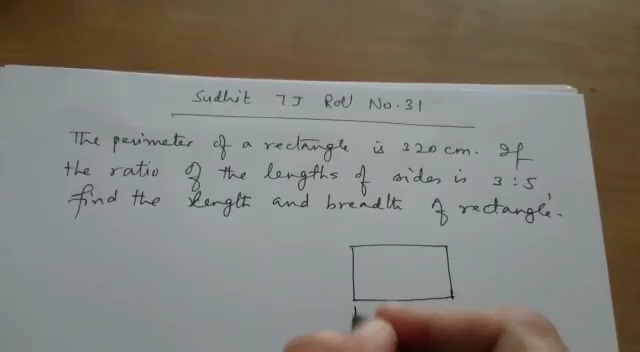 Sudhit 7J Roll No. 31
The perimeter of a rectangle is 320 cm. If
the ratio of the lengths of sides is 3:5,
find the length and breadth of rectangle.